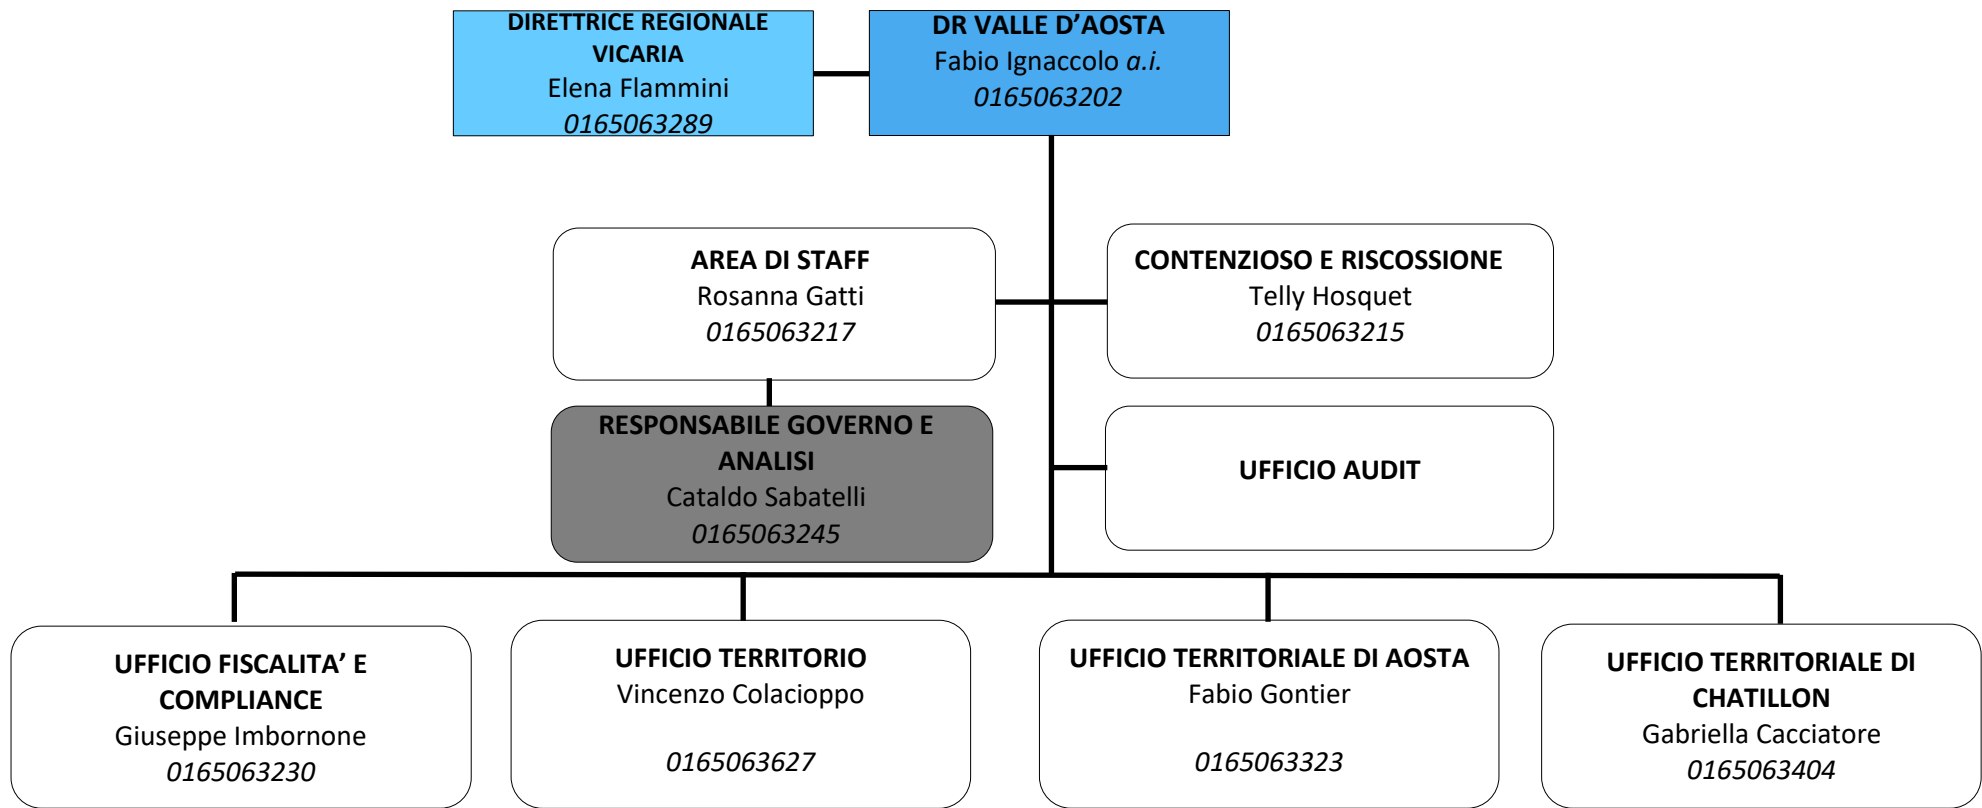 DIRETTRICE REGIONALE
VICARIA
Elena Flammini
0165063289
DR VALLE D’AOSTA
Fabio Ignaccolo a.i.
0165063202
AREA DI STAFF
Rosanna Gatti
0165063217
CONTENZIOSO E RISCOSSIONE
Telly Hosquet
0165063215
RESPONSABILE GOVERNO E
ANALISI
Cataldo Sabatelli
0165063245
UFFICIO AUDIT
UFFICIO FISCALITA’ E
COMPLIANCE
Giuseppe Imbornone
0165063230
UFFICIO TERRITORIO
Vincenzo Colacioppo
0165063627
UFFICIO TERRITORIALE DI AOSTA
Fabio Gontier
0165063323
UFFICIO TERRITORIALE DI
CHATILLON
Gabriella Cacciatore
0165063404